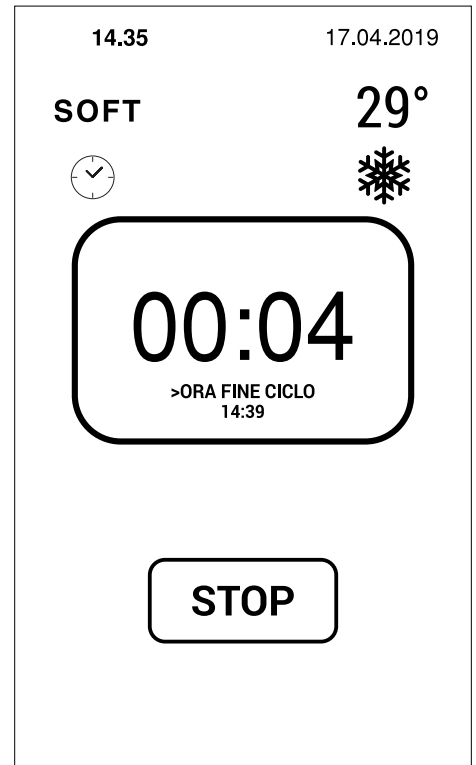 14.35 17.04.2019
SOFT 29°
00:04
>ORA FINE CICLO
14:39
STOP